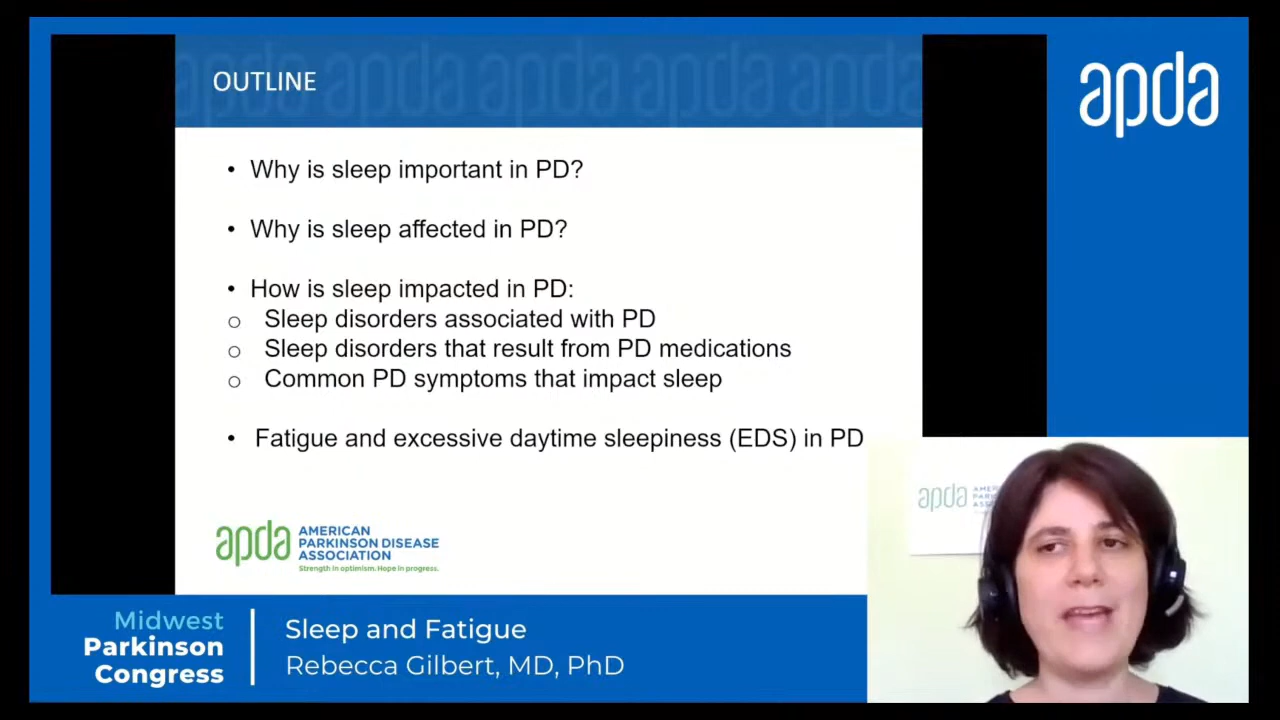 OUTLINE
apda
• Why is sleep important in PD?
• Why is sleep affected in PD?
• How is sleep impacted in PD:
o Sleep disorders associated with PD
o Sleep disorders that result from PD medications
o Common PD symptoms that impact sleep
• Fatigue and excessive daytime sleepiness (EDS) in PD
apda
AMERICAN
PARKINSON DISEASE
ASSOCIATION
Strength in optimism. Hope in progress.
apda
Midwest
Parkinson
Congress
Sleep and Fatigue
Rebecca Gilbert, MD, PhD